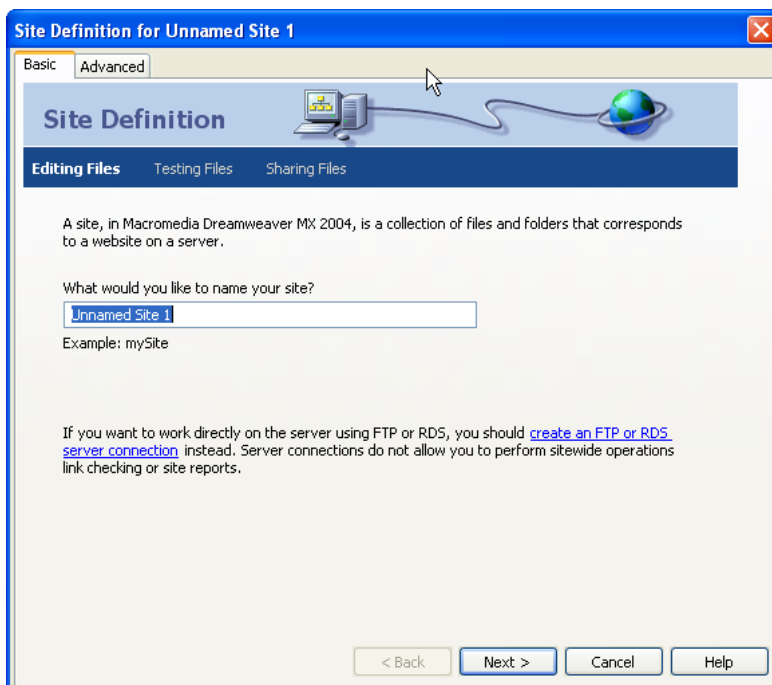 Site Definition for Unnamed Site 1
Basic
Advanced
Site Definition
Editing Files Testing Files Sharing Files
A site, in Macromedia Dreamweaver MX 2004, is a collection of files and folders that corresponds
to a website on a server.
What would you like to name your site?
Unnamed Site 1
Example: mySite
If you want to work directly on the server using FTP or RDS, you should create an FTP or RDS
server connection instead. Server connections do not allow you to perform sitewide operations
link checking or site reports.
< Back Next > Cancel Help